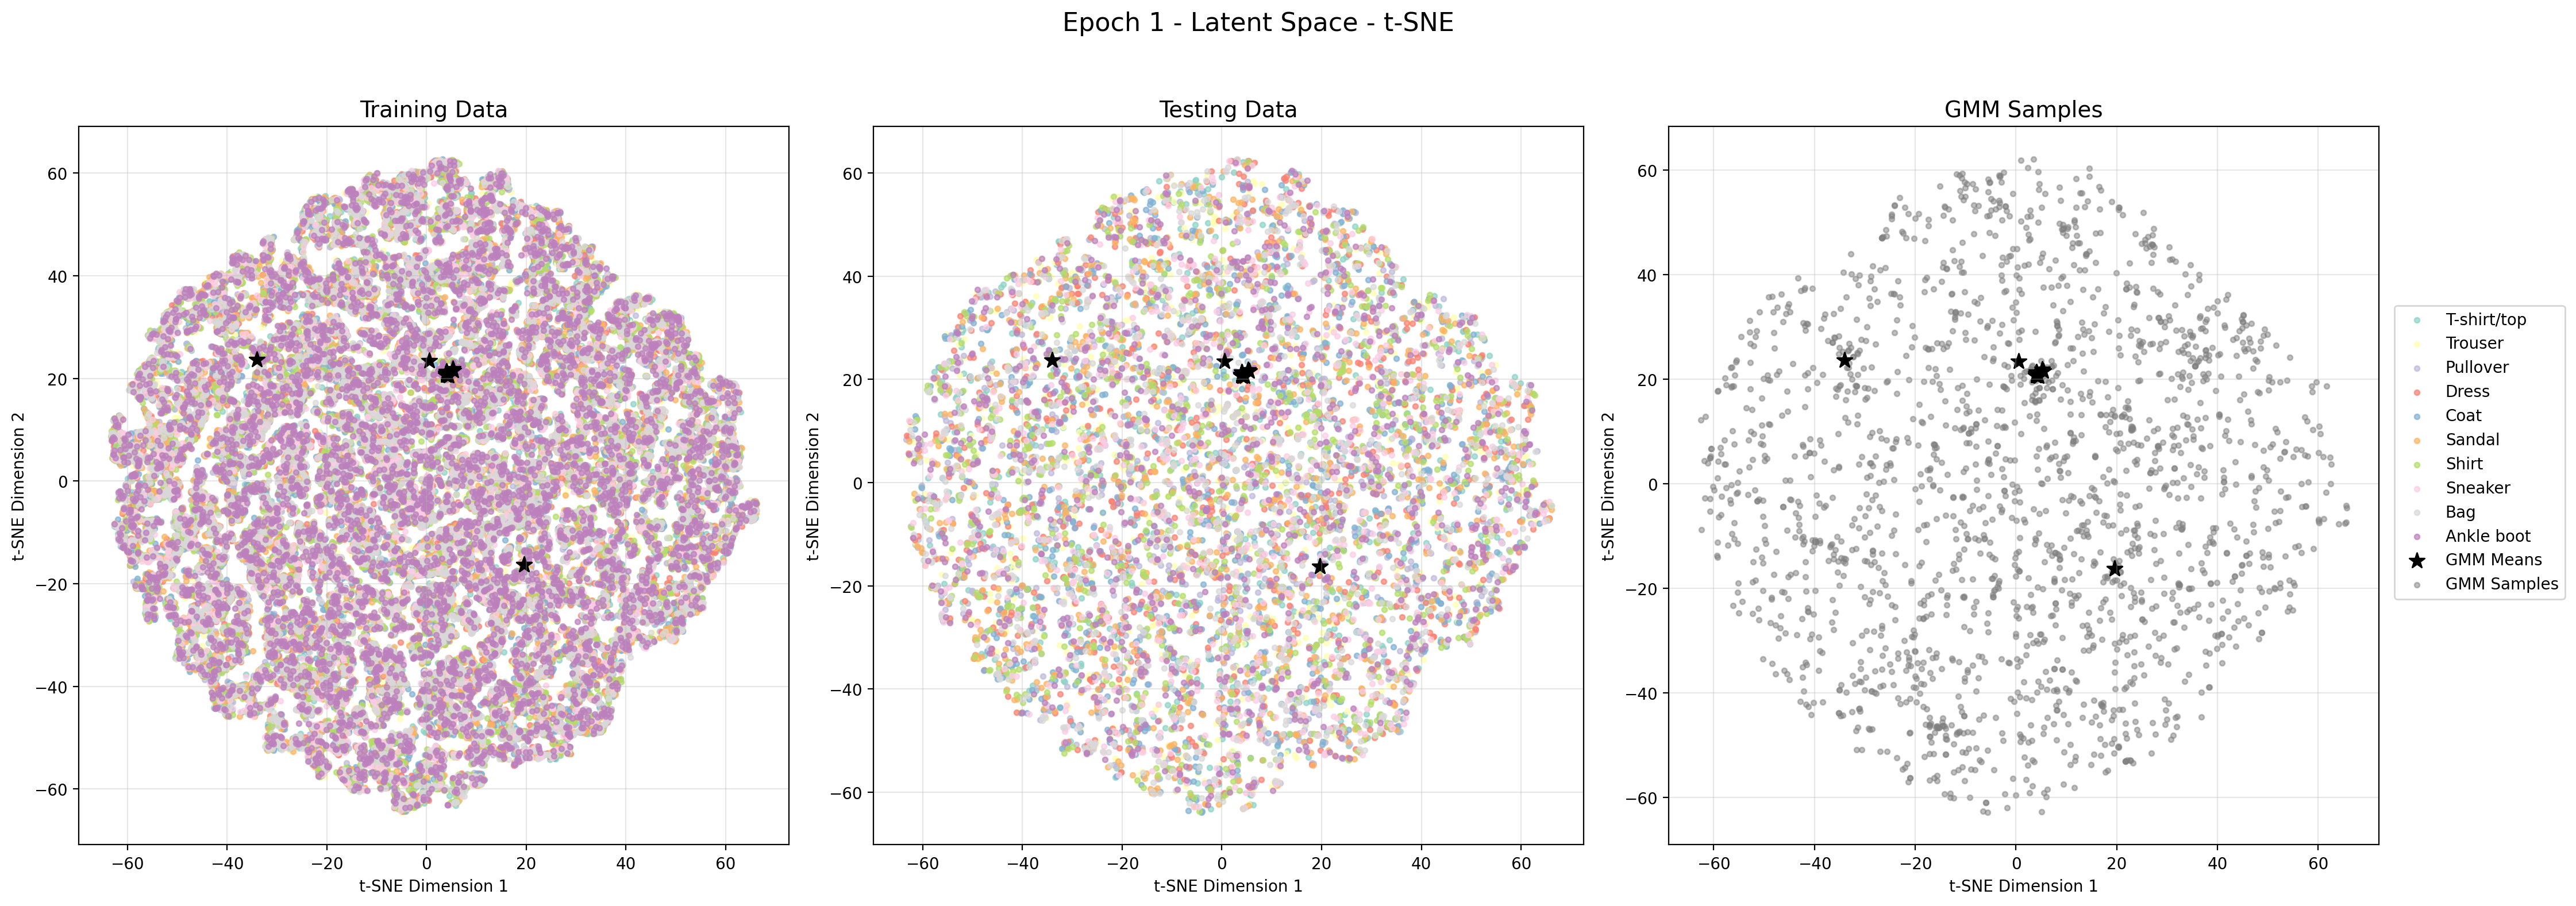 Epoch 1 - Latent Space - t-SNE
Training Data
60
40
20
0
−20
−40
−60
t-SNE Dimension 2
−60 −40 −20 0 20 40 60
t-SNE Dimension 1
Testing Data
60
40
20
0
−20
−40
−60
t-SNE Dimension 2
−60 −40 −20 0 20 40 60
t-SNE Dimension 1
GMM Samples
60
40
20
0
−20
−40
−60
t-SNE Dimension 2
−60 −40 −20 0 20 40 60
t-SNE Dimension 1
T-shirt/top
Trouser
Pullover
Dress
Coat
Sandal
Shirt
Sneaker
Bag
Ankle boot
GMM Means
GMM Samples